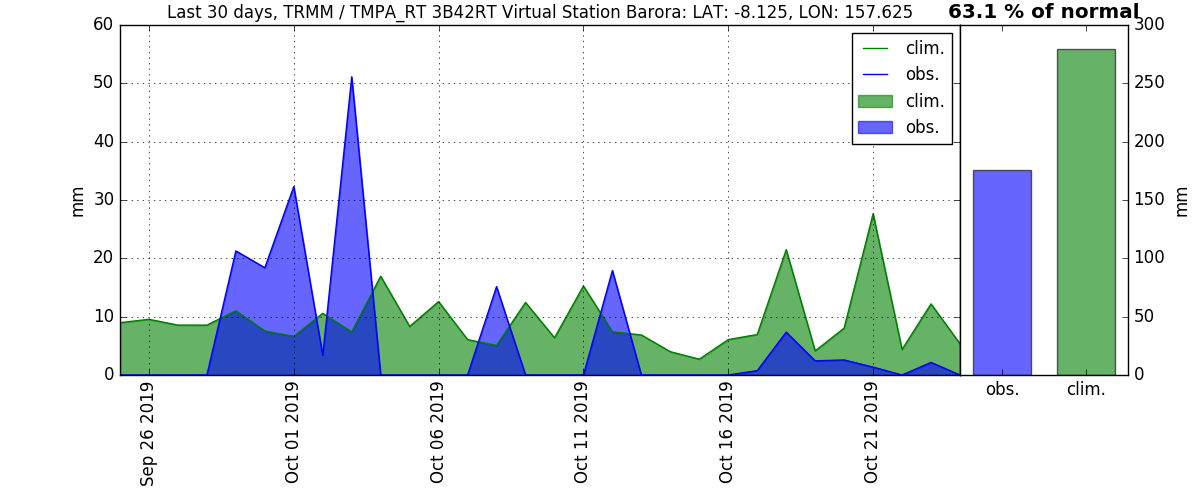 Last 30 days, TRMM / TMPA_RT 3B42RT Virtual Station Barora: LAT: -8.125, LON: 157.625
63.1 % of normal
60
50
40
30
20
10
0
mm
clim.
obs.
clim.
obs.
300
250
200
150
100
50
0
mm
Sep 26 2019
Oct 01 2019
Oct 06 2019
Oct 11 2019
Oct 16 2019
Oct 21 2019
obs.
clim.